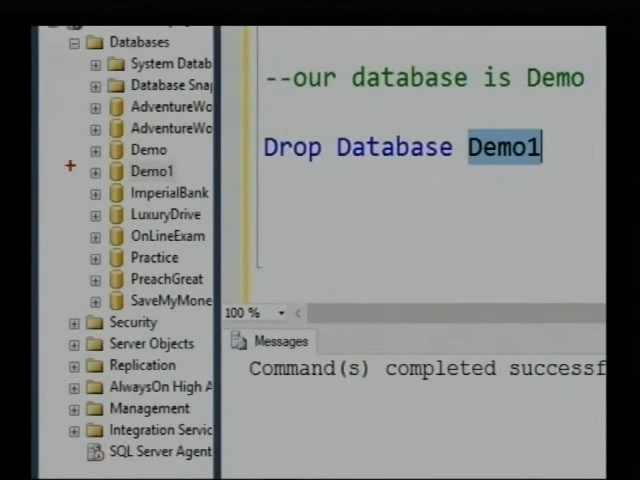 Databases
System Datab
Database Snap
AdventureWo
AdventureWo
Demo
Demo1
ImperialBank
LuxuryDrive
OnLineExam
Practice
PreachGreat
SaveMyMone
Security
Server Objects
Replication
AlwaysOn High A
Management
Integration Servic
SQL Server Agent
--our database is Demo
Drop Database Demo1
100 %
Messages
Command(s) completed successf